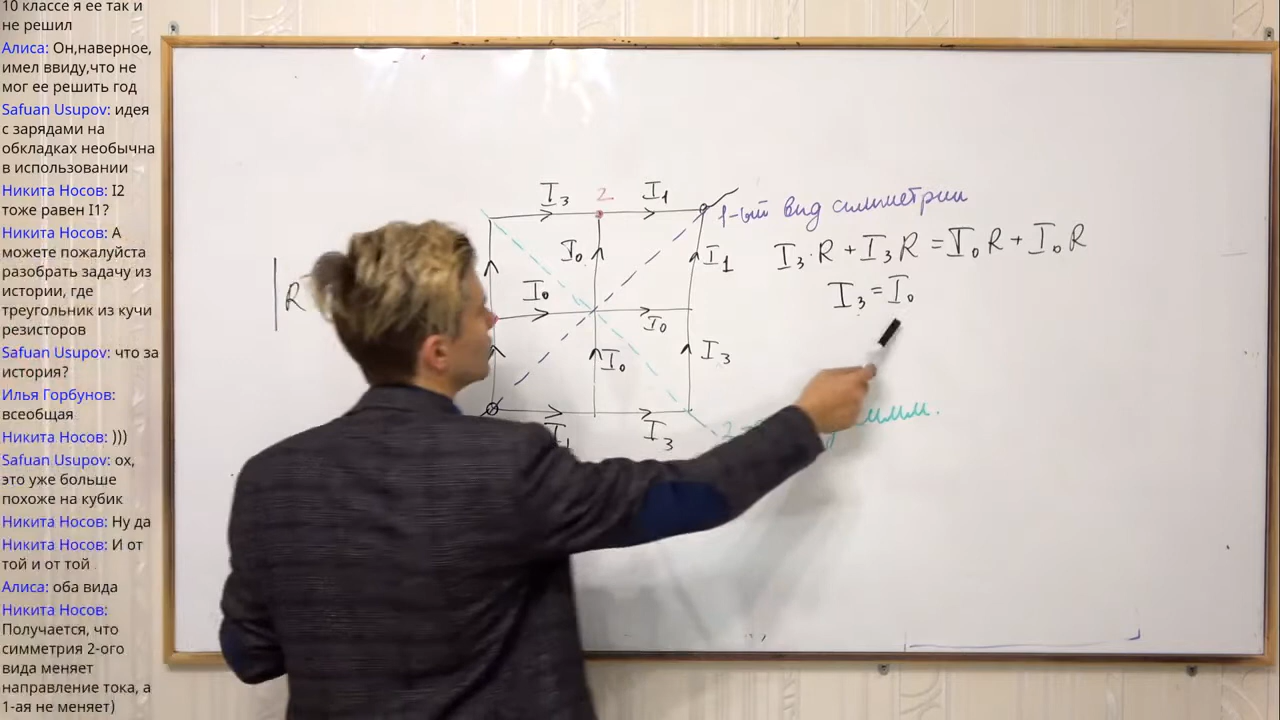 10 классе я ее так и
не решил
Алиса: Он,наверное,
имел ввиду,что не
мог ее решить год
Safuan Usupov: идея
с зарядами на
обкладках необычна
в использовании
Никита Носов: I2
тоже равен I1?
Никита Носов: А
можете пожалуйста
разобрать задачу из
истории, где
треугольник из кучи
резисторов
Safuan Usupov: что за
история?
Илья Горбунов:
всеобщая
Никита Носов: )))
Safuan Usupov: ох,
это уже больше
похоже на кубик
Никита Носов: Ну да
Никита Носов: И от
той и от той
Алиса: оба вида
Никита Носов:
Получается, что
симметрия 2-ого
вида меняет
направление тока, а
1-ая не меняет)
I₃ 2 I₁
1-ый вид симметрии
I₀ I₁
I₃·R + I₃R = I₀R + I₀R
R I₀ I₀
I₃ = I₀
I₀ I₃
I₁ I₃